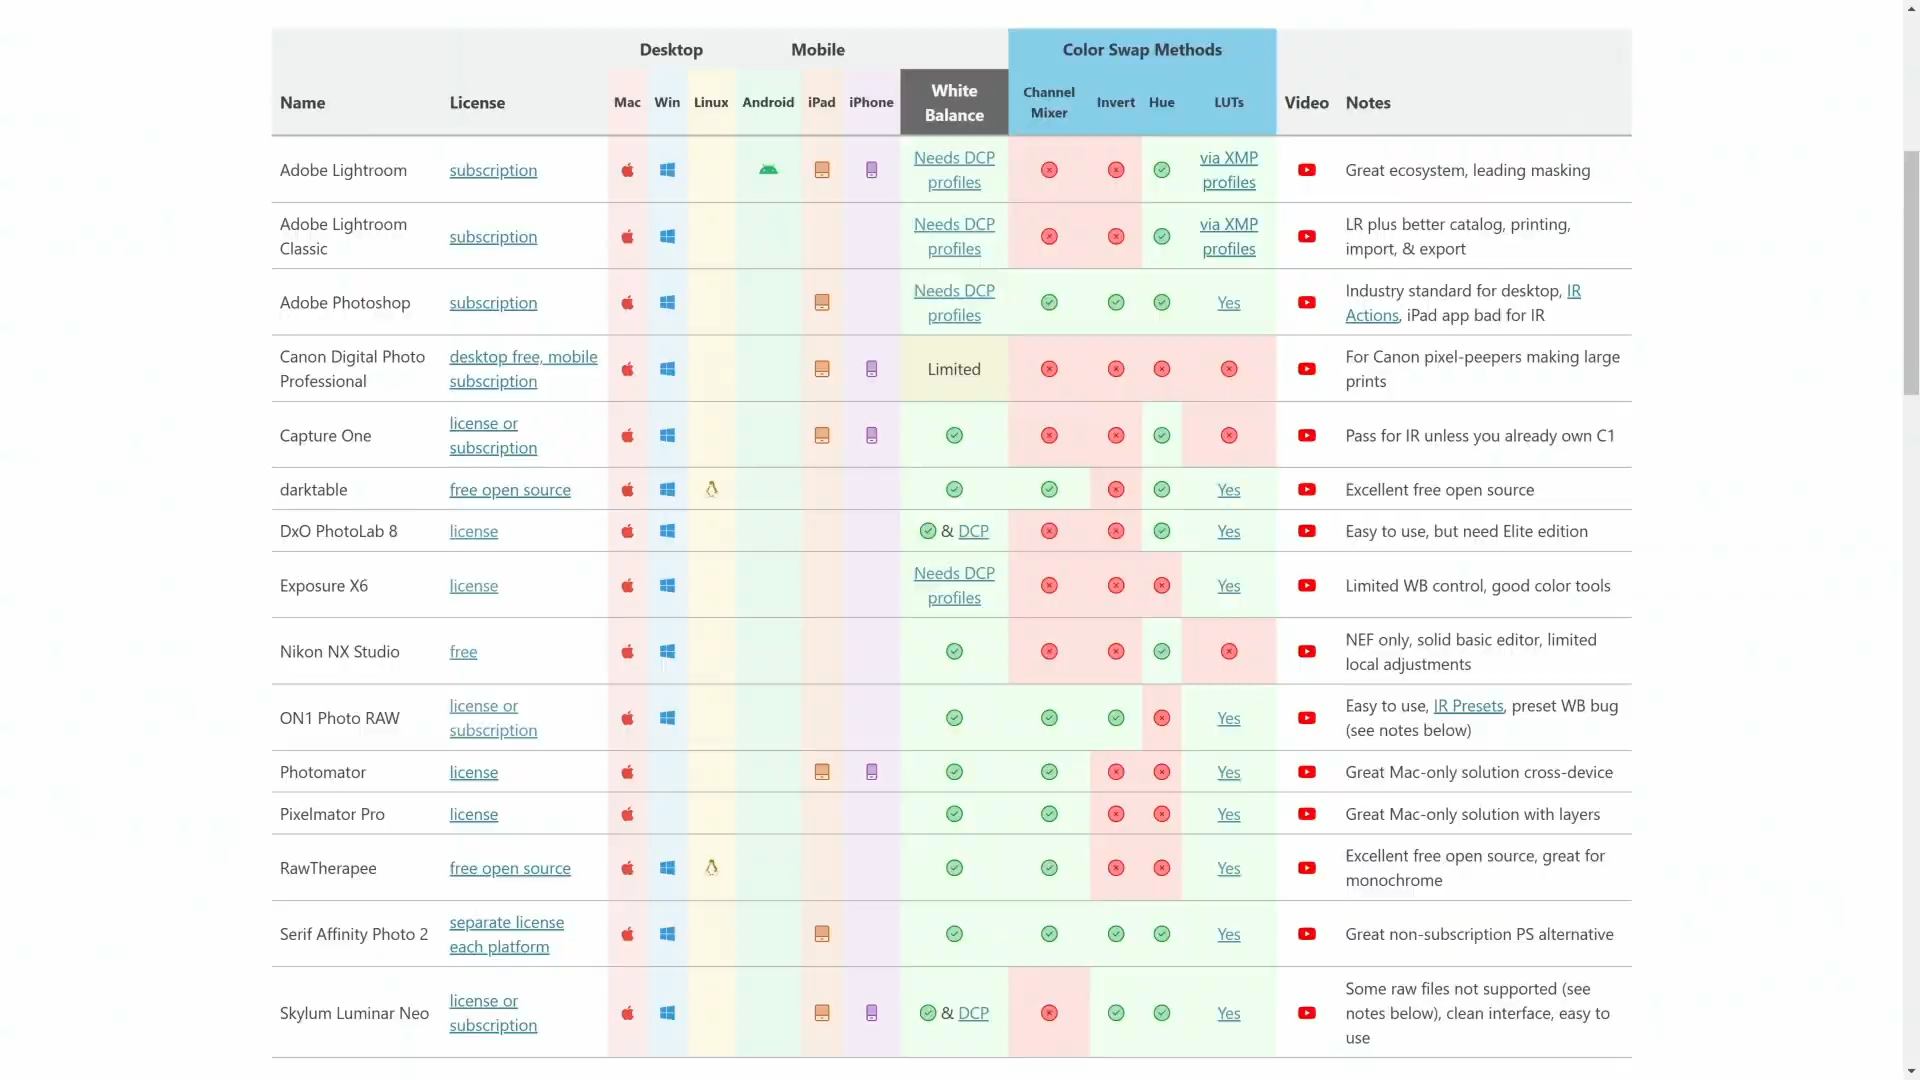 Desktop Mobile Color Swap Methods
Name License Mac Win Linux Android iPad iPhone White Balance Channel Mixer Invert Hue LUTs Video Notes
Adobe Lightroom subscription Needs DCP profiles via XMP profiles Great ecosystem, leading masking
Adobe Lightroom Classic subscription Needs DCP profiles via XMP profiles LR plus better catalog, printing, import, & export
Adobe Photoshop subscription Needs DCP profiles Yes Industry standard for desktop, IR Actions, iPad app bad for IR
Canon Digital Photo Professional desktop free, mobile subscription Limited For Canon pixel-peepers making large prints
Capture One license or subscription Pass for IR unless you already own C1
darktable free open source Yes Excellent free open source
DxO PhotoLab 8 license & DCP Yes Easy to use, but need Elite edition
Exposure X6 license Needs DCP profiles Yes Limited WB control, good color tools
Nikon NX Studio free NEF only, solid basic editor, limited local adjustments
ON1 Photo RAW license or subscription Yes Easy to use, IR Presets, preset WB bug (see notes below)
Photomator license Yes Great Mac-only solution cross-device
Pixelmator Pro license Yes Great Mac-only solution with layers
RawTherapee free open source Yes Excellent free open source, great for monochrome
Serif Affinity Photo 2 separate license each platform Yes Great non-subscription PS alternative
Skylum Luminar Neo license or subscription & DCP Yes Some raw files not supported (see notes below), clean interface, easy to use